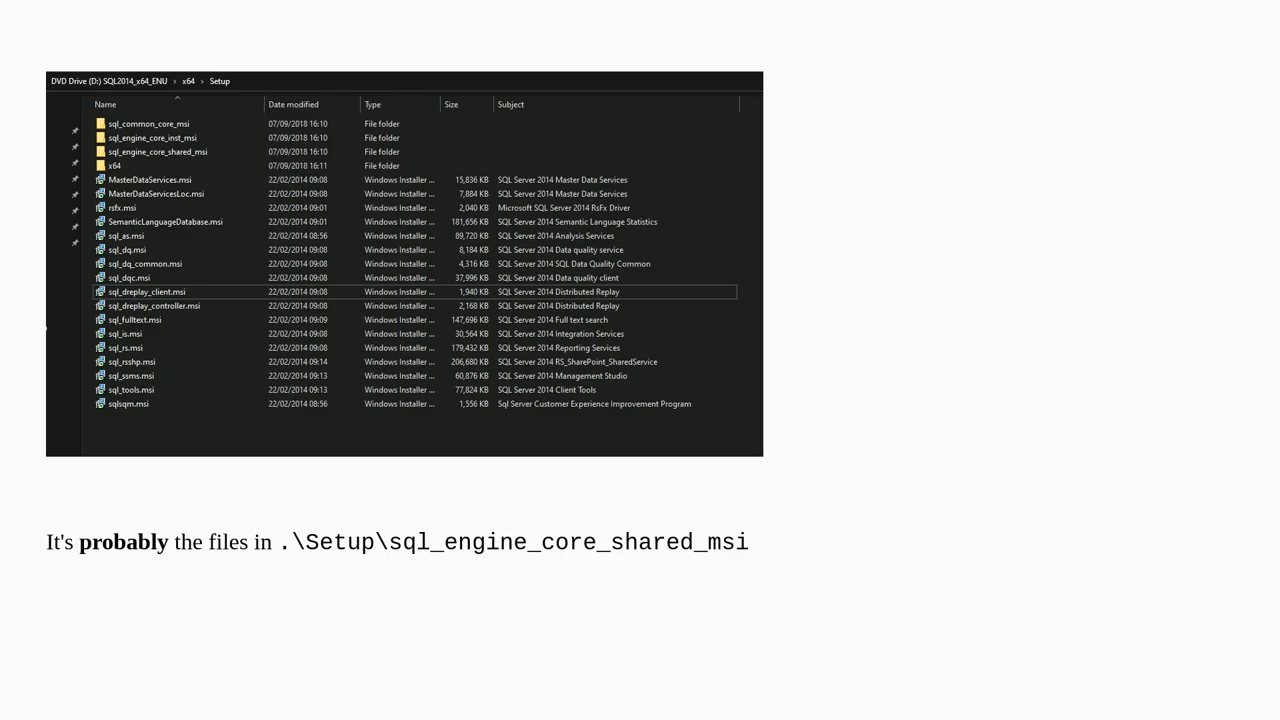 DVD Drive (D:) SQL2014_x64_ENU › x64 › Setup
Name Date modified Type Size Subject
sql_common_core_msi 07/09/2018 16:10 File folder
sql_engine_core_inst_msi 07/09/2018 16:10 File folder
sql_engine_core_shared_msi 07/09/2018 16:10 File folder
x64 07/09/2018 16:11 File folder
MasterDataServices.msi 22/02/2014 09:08 Windows Installer ... 15,836 KB SQL Server 2014 Master Data Services
MasterDataServicesLoc.msi 22/02/2014 09:08 Windows Installer ... 7,884 KB SQL Server 2014 Master Data Services
rsfx.msi 22/02/2014 09:01 Windows Installer ... 2,040 KB Microsoft SQL Server 2014 RsFx Driver
SemanticLanguageDatabase.msi 22/02/2014 09:01 Windows Installer ... 181,656 KB SQL Server 2014 Semantic Language Statistics
sql_as.msi 22/02/2014 08:56 Windows Installer ... 89,720 KB SQL Server 2014 Analysis Services
sql_dq.msi 22/02/2014 09:08 Windows Installer ... 8,184 KB SQL Server 2014 Data quality service
sql_dq_common.msi 22/02/2014 09:08 Windows Installer ... 4,316 KB SQL Server 2014 SQL Data Quality Common
sql_dqc.msi 22/02/2014 09:08 Windows Installer ... 37,996 KB SQL Server 2014 Data quality client
sql_dreplay_client.msi 22/02/2014 09:08 Windows Installer ... 1,940 KB SQL Server 2014 Distributed Replay
sql_dreplay_controller.msi 22/02/2014 09:08 Windows Installer ... 2,168 KB SQL Server 2014 Distributed Replay
sql_fulltext.msi 22/02/2014 09:09 Windows Installer ... 147,696 KB SQL Server 2014 Full text search
sql_is.msi 22/02/2014 09:08 Windows Installer ... 30,564 KB SQL Server 2014 Integration Services
sql_rs.msi 22/02/2014 09:08 Windows Installer ... 179,432 KB SQL Server 2014 Reporting Services
sql_rsshp.msi 22/02/2014 09:14 Windows Installer ... 206,680 KB SQL Server 2014 RS_SharePoint_SharedService
sql_ssms.msi 22/02/2014 09:13 Windows Installer ... 60,876 KB SQL Server 2014 Management Studio
sql_tools.msi 22/02/2014 09:13 Windows Installer ... 77,824 KB SQL Server 2014 Client Tools
sqlsqm.msi 22/02/2014 08:56 Windows Installer ... 1,556 KB Sql Server Customer Experience Improvement Program
It's probably the files in .\Setup\sql_engine_core_shared_msi